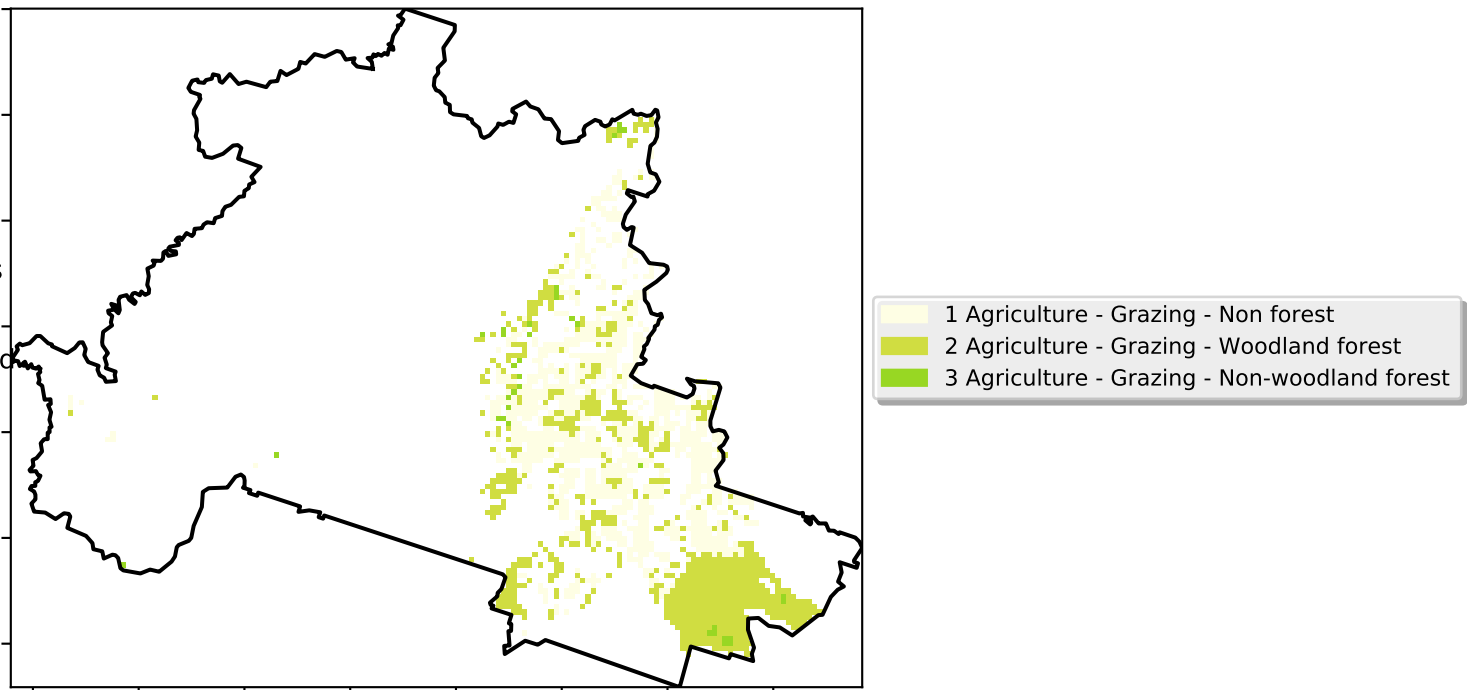 1 Agriculture - Grazing - Non forest
2 Agriculture - Grazing - Woodland forest
3 Agriculture - Grazing - Non-woodland forest